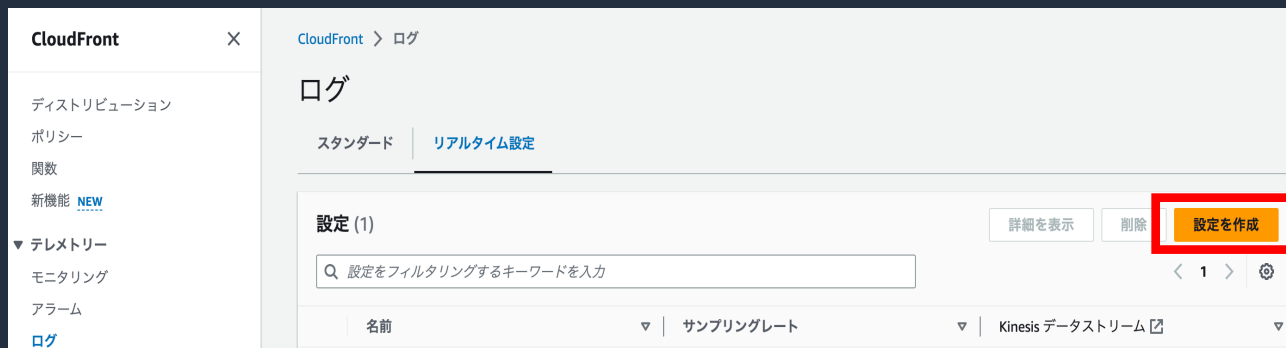 CloudFront
ディストリビューション
ポリシー
関数
新機能 NEW
テレメトリー
モニタリング
アラーム
ログ
CloudFront > ログ
ログ
スタンダード リアルタイム設定
設定 (1) 詳細を表示 削除 設定を作成
設定をフィルタリングするキーワードを入力 1
名前 サンプリングレート Kinesis データストリーム